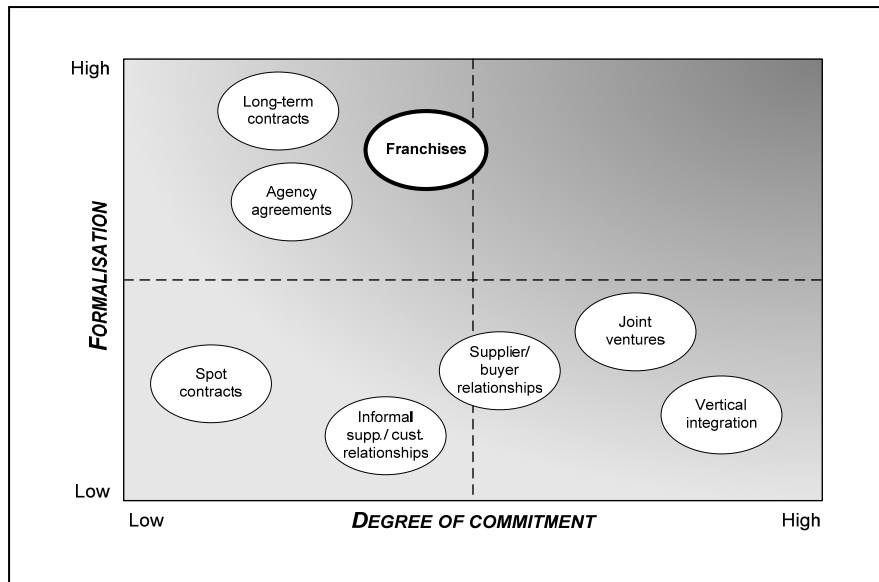 High
Long-term
contracts
Franchises
Agency
agreements
FORMALISATION
Joint
ventures
Supplier/
buyer
relationships
Spot
contracts
Vertical
integration
Informal
supp./ cust.
relationships
Low
Low
DEGREE OF COMMITMENT
High